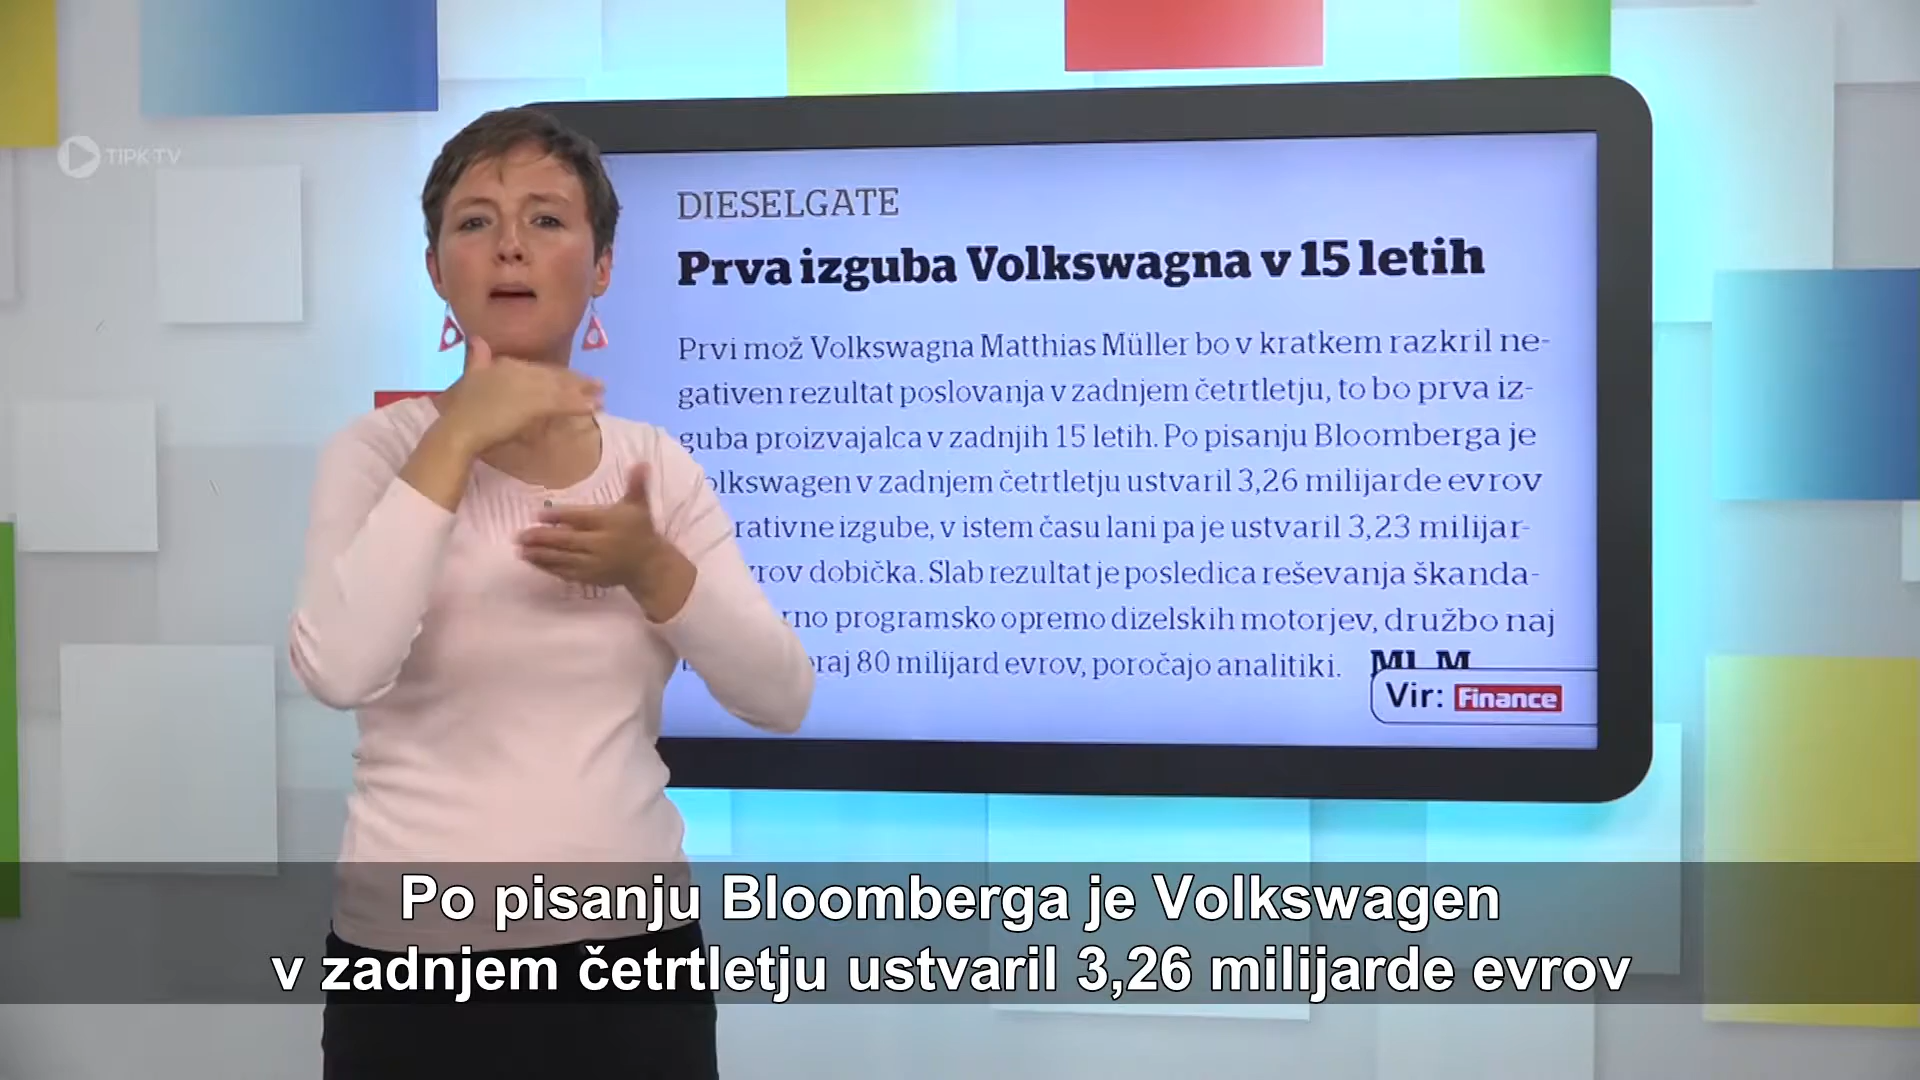 TIPK TV
DIESELGATE
Prva izguba Volkswagna v 15 letih
Prvi mož Volkswagna Matthias Müller bo v kratkem razkril ne-
gativen rezultat poslovanja v zadnjem četrtletju, to bo prva iz-
guba proizvajalca v zadnjih 15 letih. Po pisanju Bloomberga je
olkswagen v zadnjem četrtletju ustvaril 3,26 milijarde evrov
rativne izgube, v istem času lani pa je ustvaril 3,23 milijar-
vrov dobička. Slab rezultat je posledica reševanja škanda-
rno programsko opremo dizelskih motorjev, družbo naj
raj 80 milijard evrov, poročajo analitiki.
Vir: Finance
Po pisanju Bloomberga je Volkswagen
v zadnjem četrtletju ustvaril 3,26 milijarde evrov